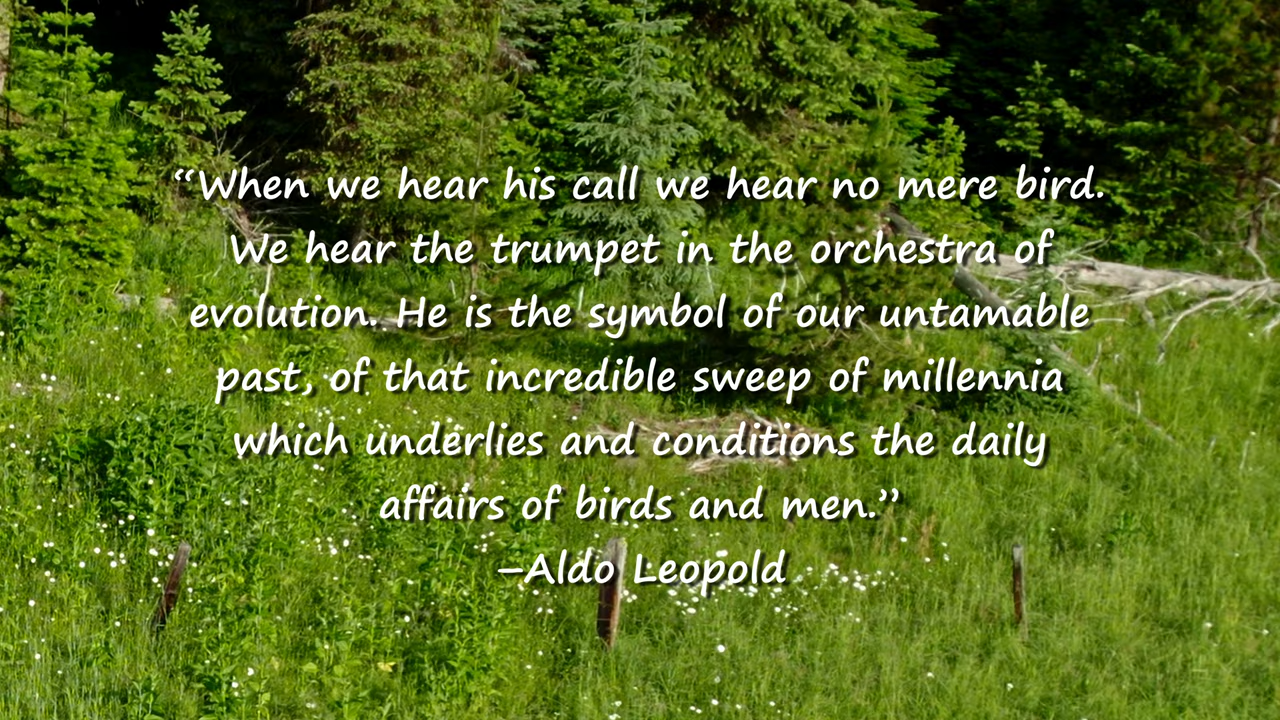 “When we hear his call we hear no mere bird.
We hear the trumpet in the orchestra of
evolution. He is the symbol of our untamable
past, of that incredible sweep of millennia
which underlies and conditions the daily
affairs of birds and men.”
–Aldo Leopold